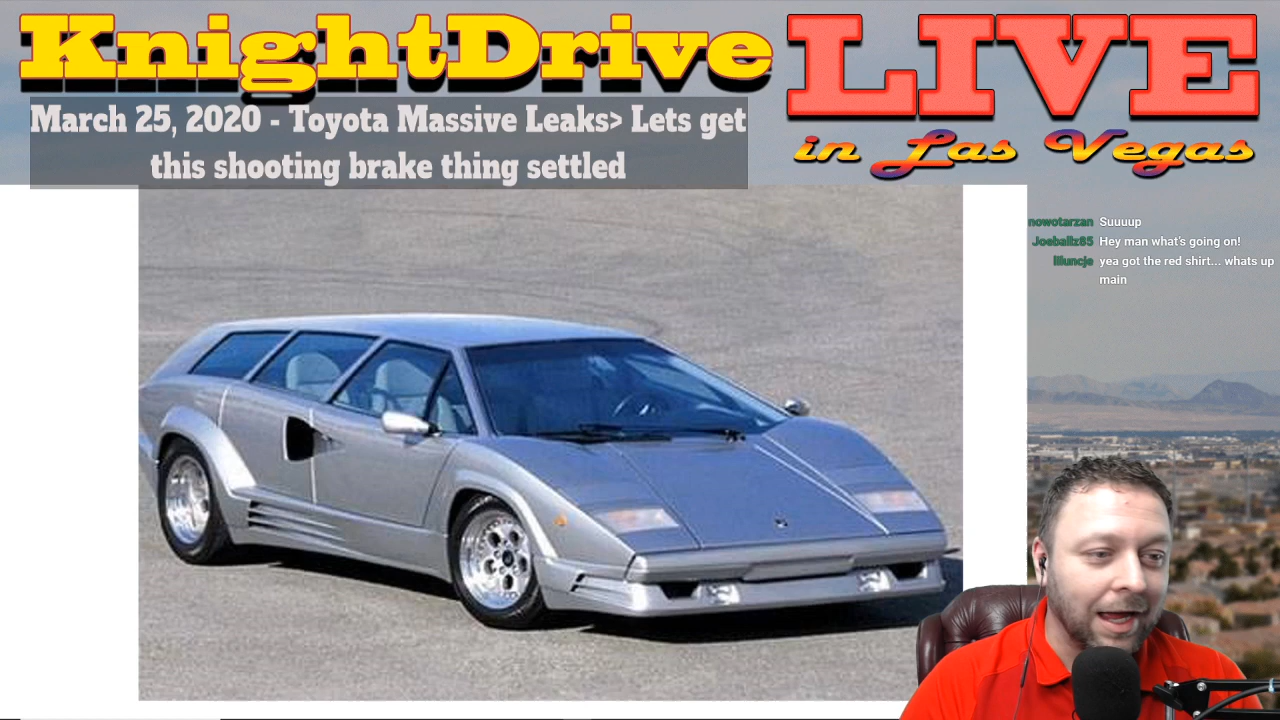 KnightDrive
LIVE
in Las Vegas
March 25, 2020 - Toyota Massive Leaks> Lets get
this shooting brake thing settled
nowotarzan Suuuup
Joeballz85 Hey man what's going on!
liluncje yea got the red shirt... whats up
main